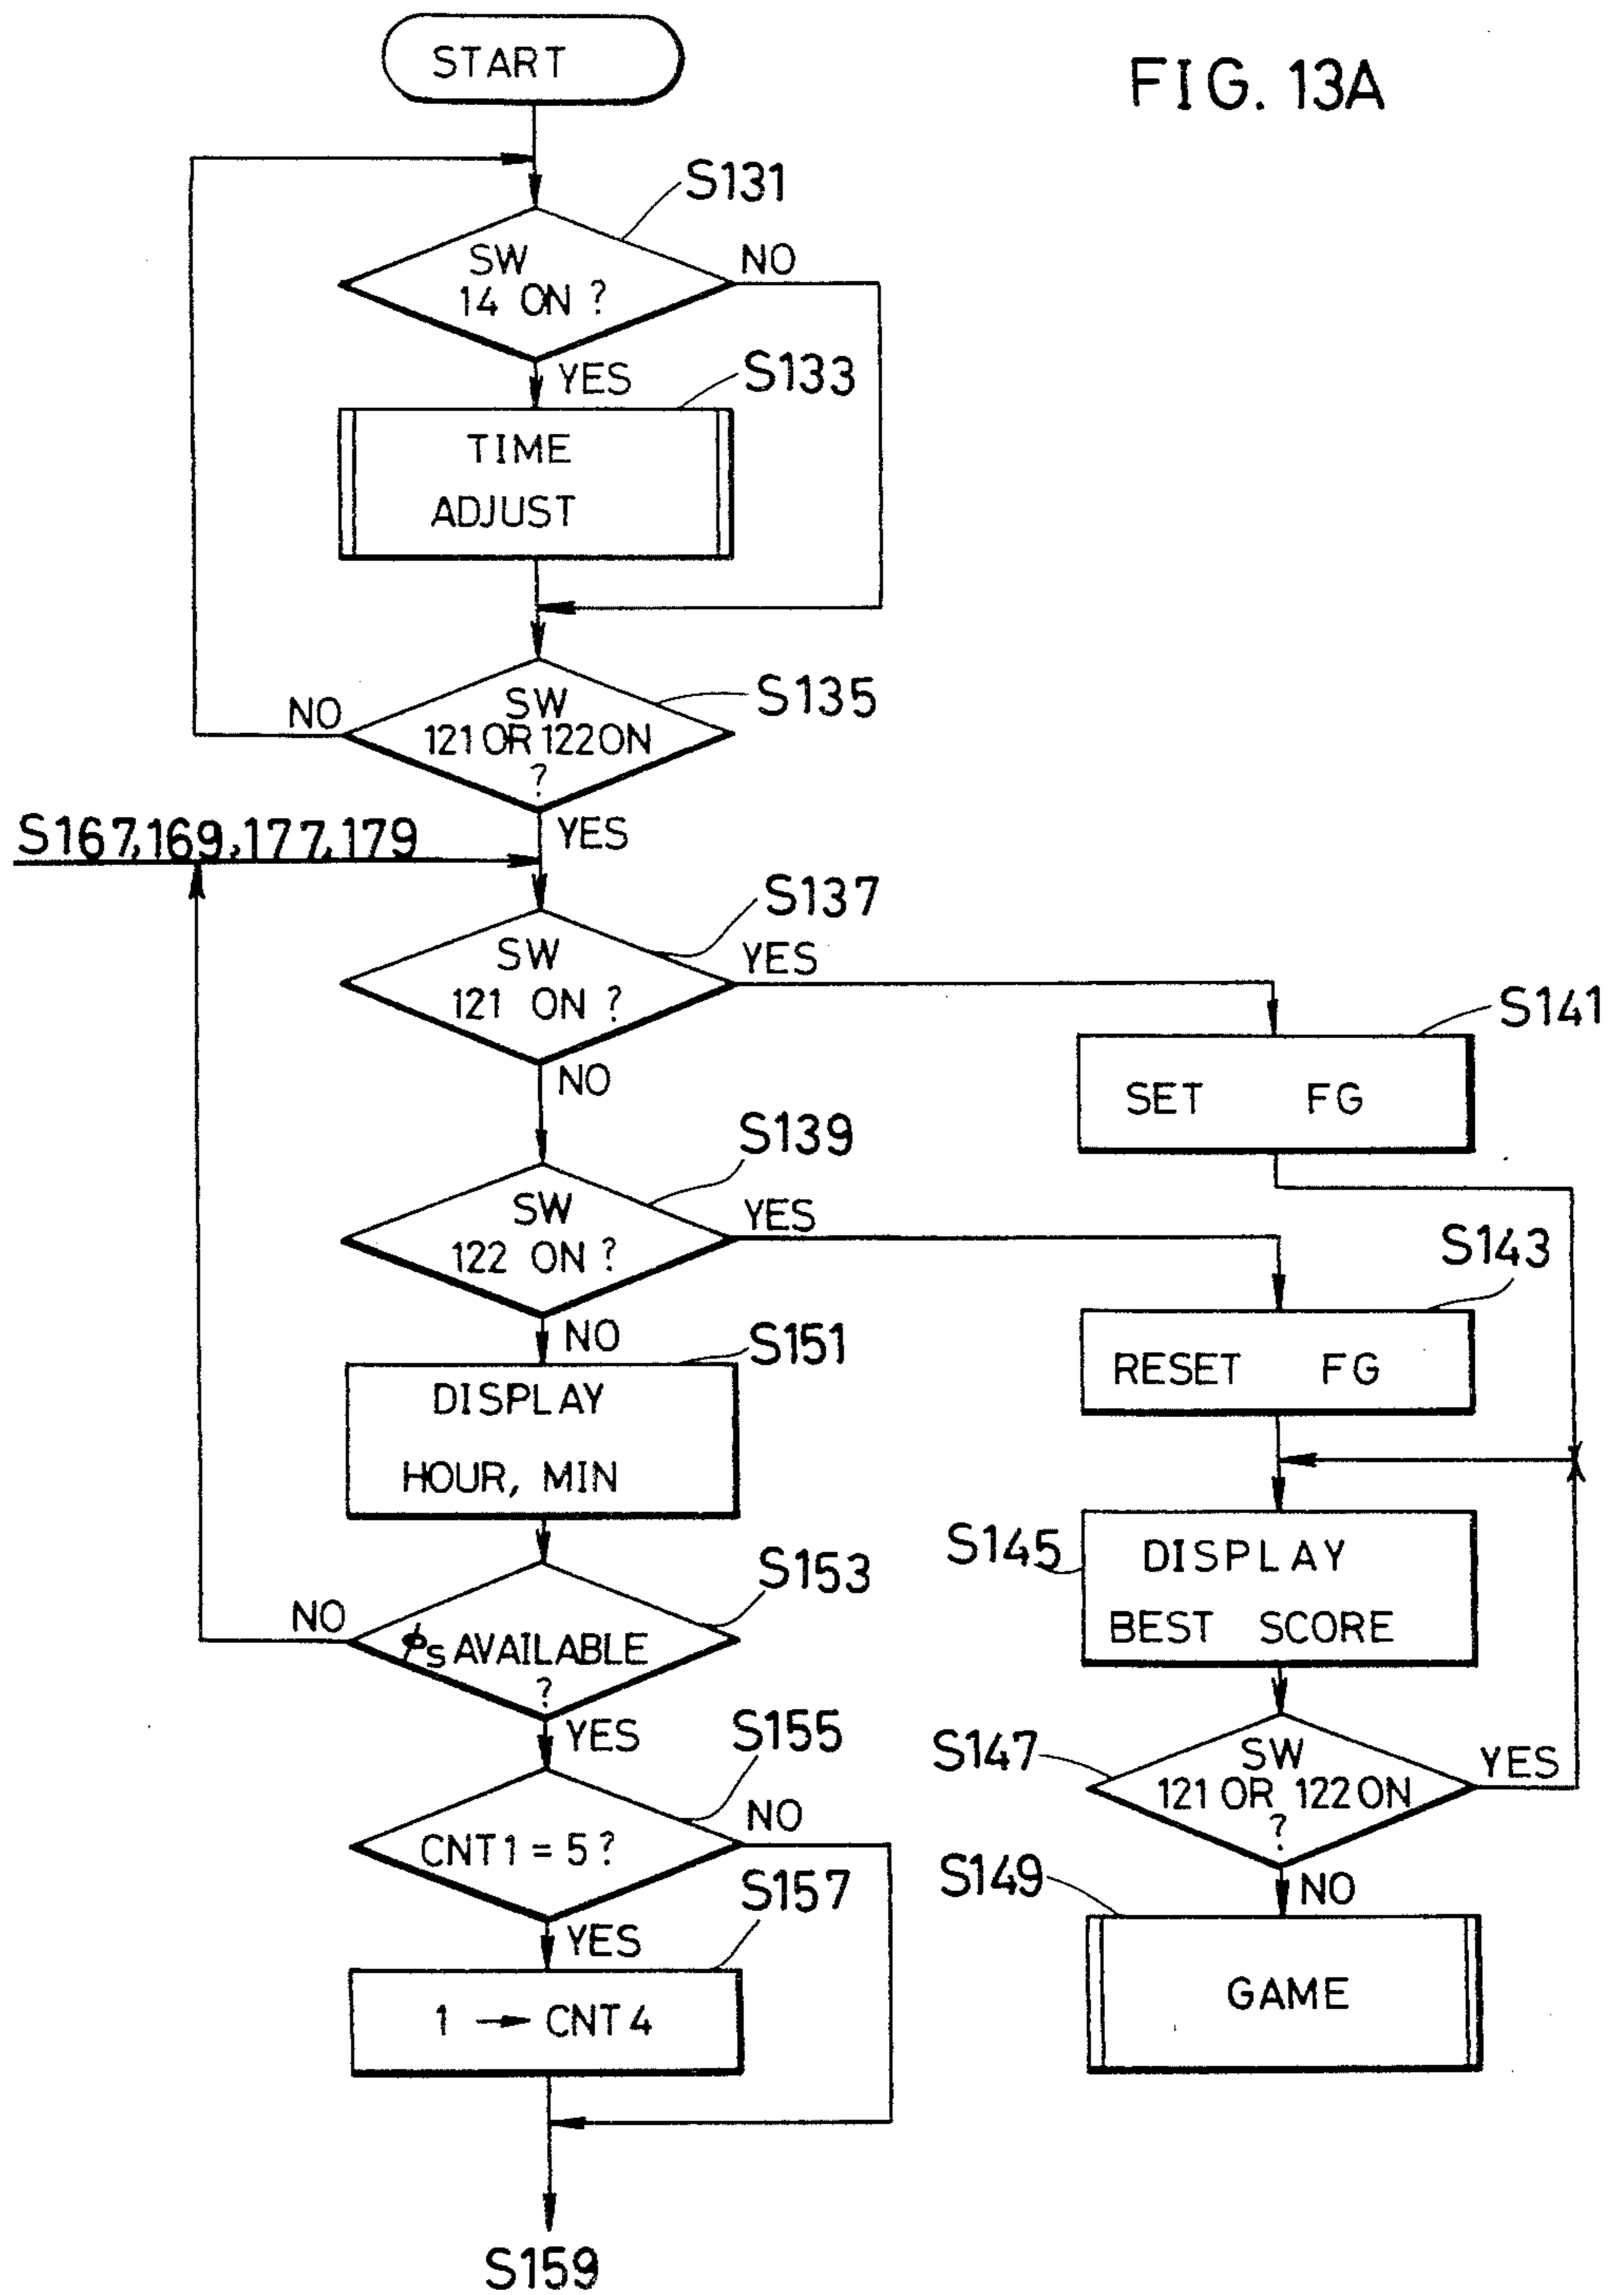 START
FIG. 13A
S131
SW
14 ON ?
NO
YES
S133
TIME
ADJUST
S135
SW
121 OR 122 ON
?
NO
YES
S167,169,177,179
S137
SW
121 ON ?
YES
NO
S141
SET FG
S139
SW
122 ON ?
YES
NO
S143
RESET FG
S151
DISPLAY
HOUR, MIN
S145
DISPLAY
BEST SCORE
S153
NO
ϕs AVAILABLE
?
YES
S147
SW
121 OR 122 ON
?
YES
NO
S155
CNT1 = 5 ?
NO
YES
S149
GAME
S157
1 → CNT4
S159